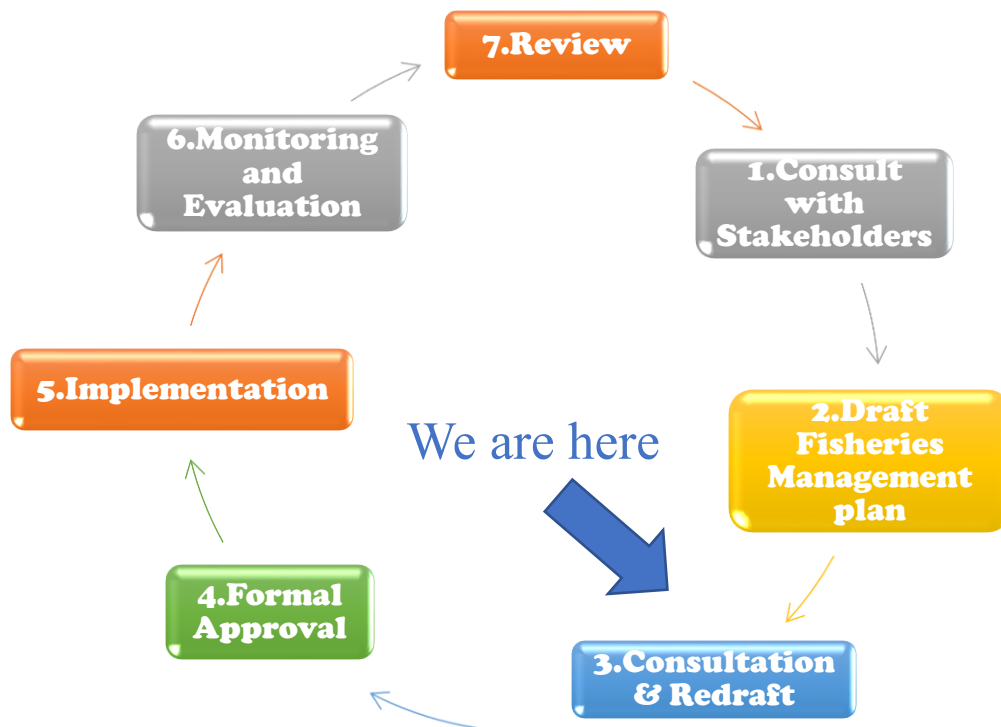 7.Review
1.Consult
with
Stakeholders
2.Draft
Fisheries
Management
plan
3.Consultation
& Redraft
4.Formal
Approval
5.Implementation
6.Monitoring
and
Evaluation
We are here